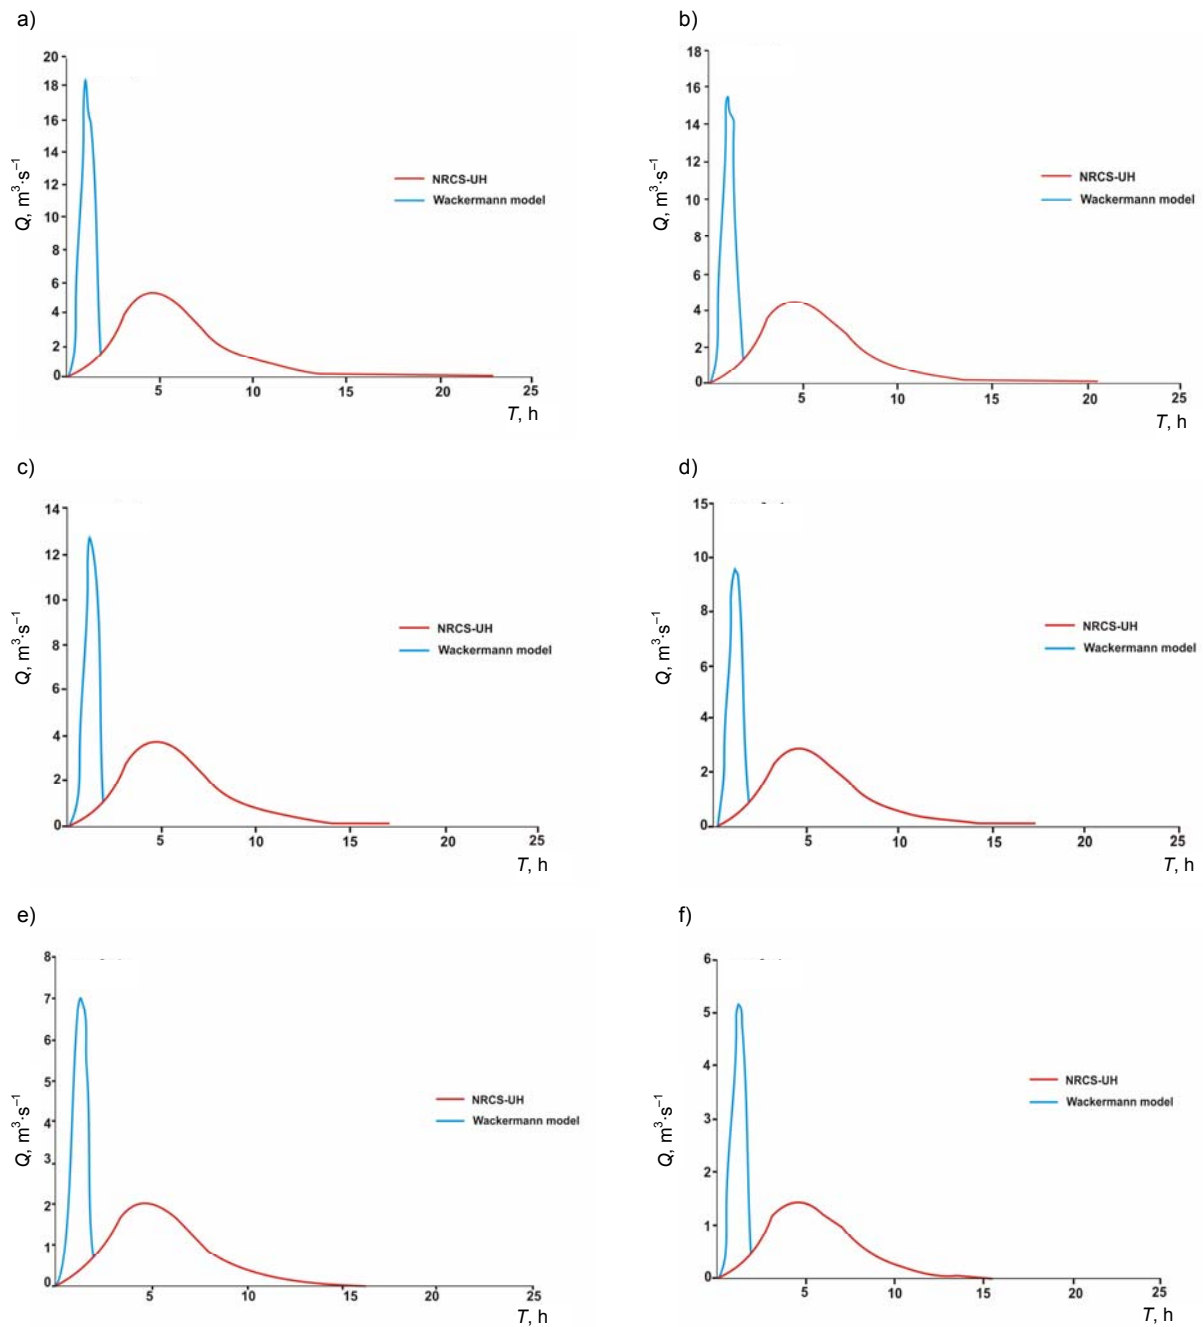 a)
20
18
16
14
12
10
8
6
4
2
0
Q, m³·s⁻¹
NRCS-UH
Wackermann model
5
10
15
20
25
T, h
b)
18
16
14
12
10
8
6
4
2
0
Q, m³·s⁻¹
NRCS-UH
Wackermann model
5
10
15
20
25
T, h
c)
14
12
10
8
6
4
2
0
Q, m³·s⁻¹
NRCS-UH
Wackermann model
5
10
15
20
25
T, h
d)
15
10
8
6
4
2
0
Q, m³·s⁻¹
NRCS-UH
Wackermann model
5
10
15
20
25
T, h
e)
8
7
6
5
4
3
2
1
0
Q, m³·s⁻¹
NRCS-UH
Wackermann model
5
10
15
20
25
T, h
f)
6
5
4
3
2
1
0
Q, m³·s⁻¹
NRCS-UH
Wackermann model
5
10
15
20
25
T, h